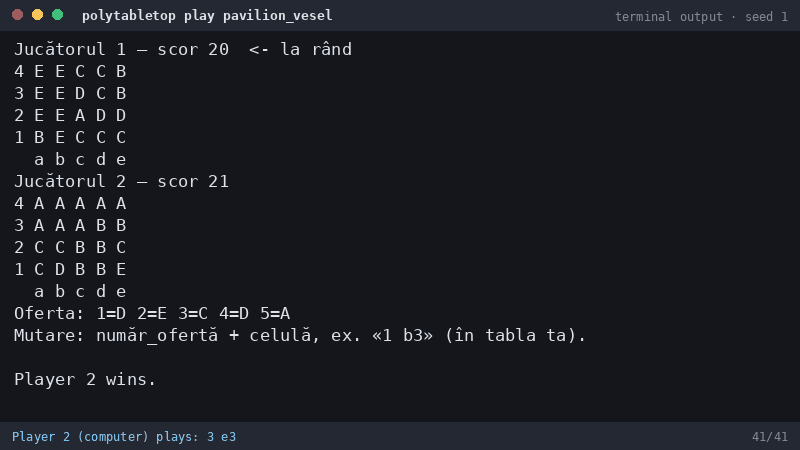 polytabletop play pavilion_vesel
terminal output · seed 1
Jucătorul 1 — scor 20  <- la rând
4 E E C C B
3 E E D C B
2 E E A D D
1 B E C C C
  a b c d e
Jucătorul 2 — scor 21
4 A A A A A
3 A A A B B
2 C C B B C
1 C D B B E
  a b c d e
Oferta: 1=D 2=E 3=C 4=D 5=A
Mutare: număr_ofertă + celulă, ex. «1 b3» (în tabla ta).
Player 2 wins.
Player 2 (computer) plays: 3 e3
41/41